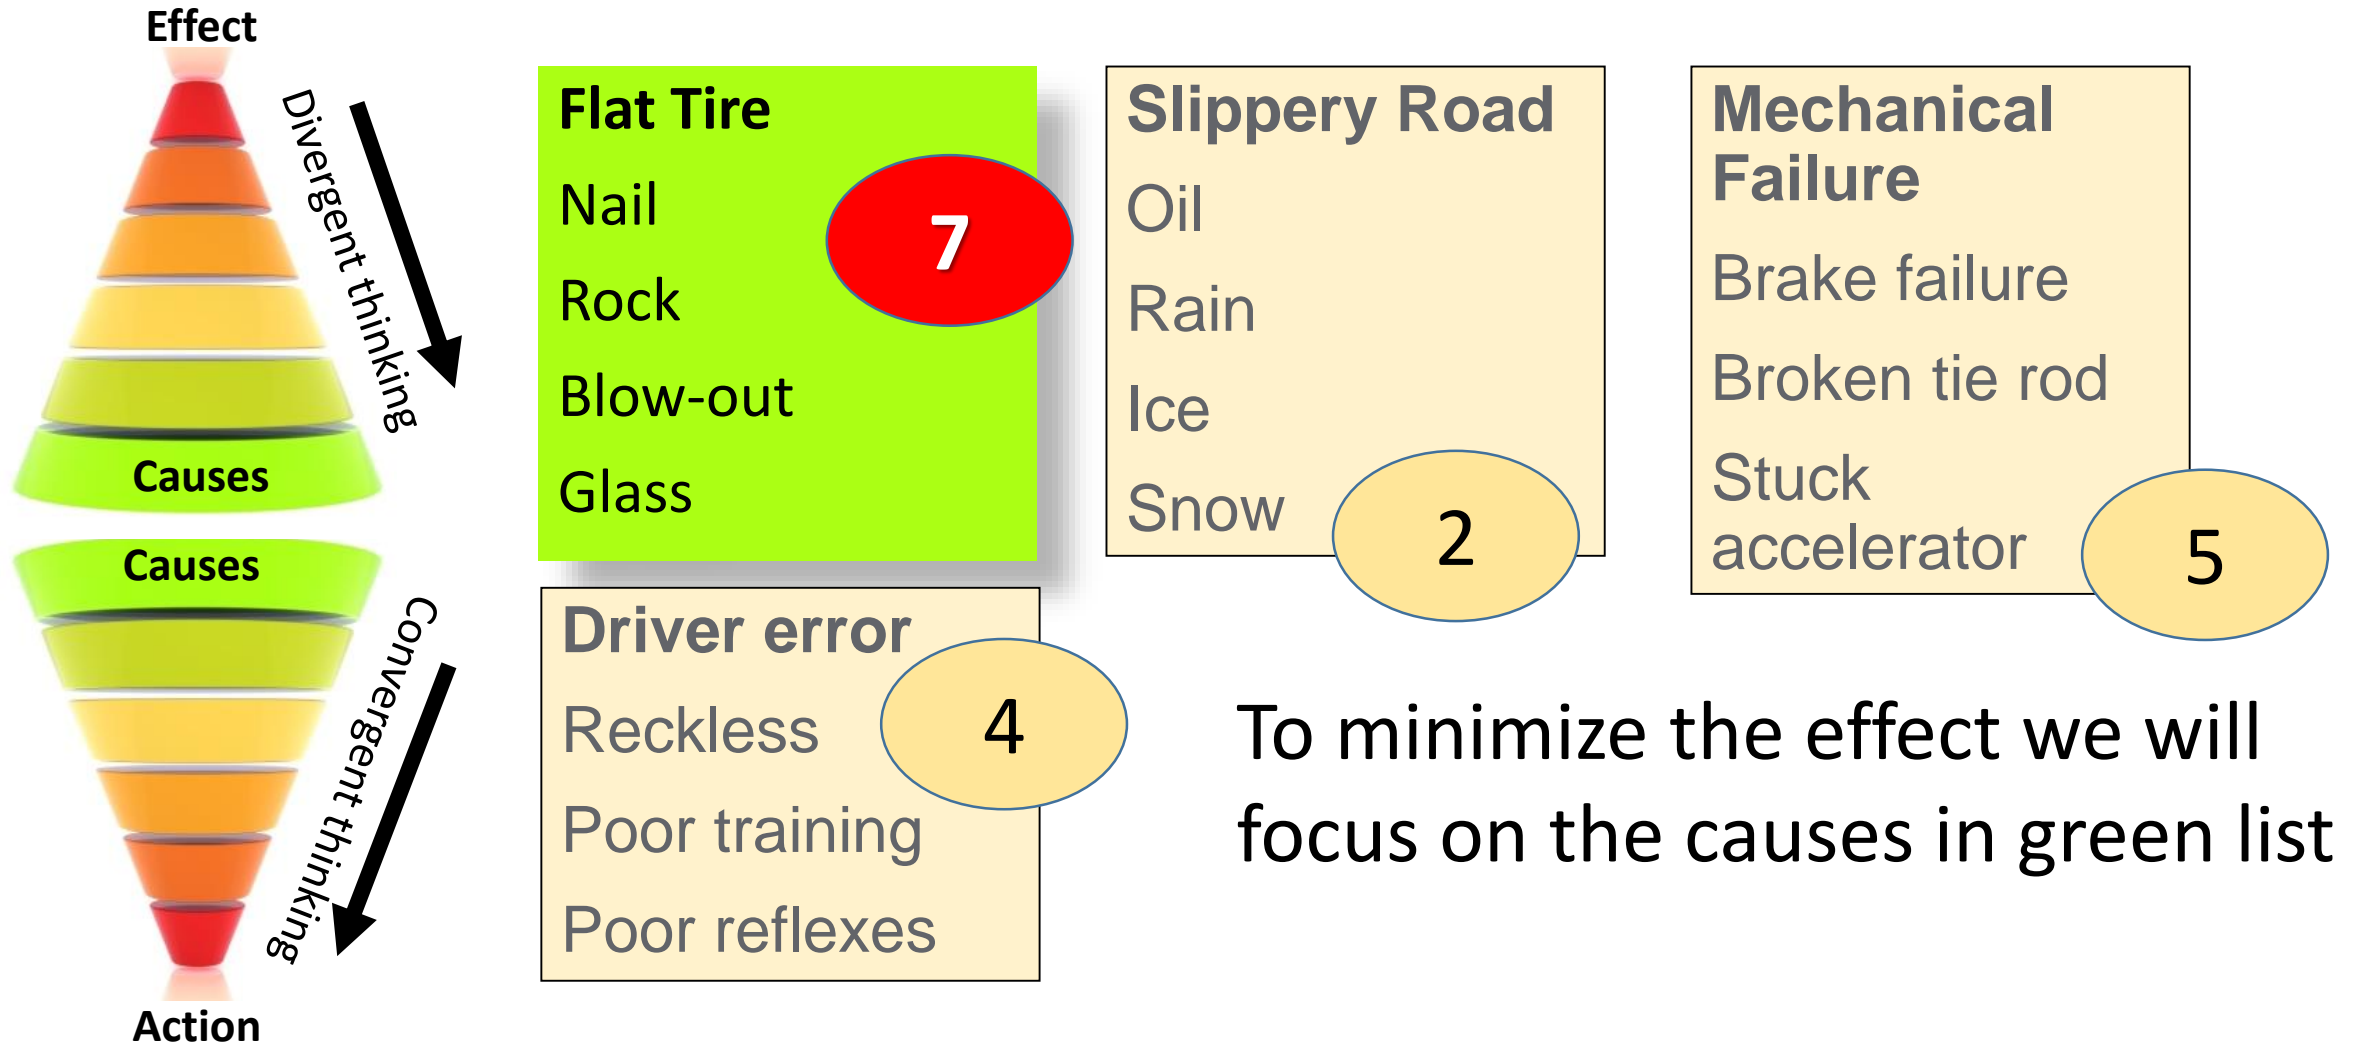 Effect
Divergent thinking
Causes
Causes
Convergent thinking
Action
Flat Tire
Nail
Rock
Blow-out
Glass
7
Slippery Road
Oil
Rain
Ice
Snow
2
Mechanical
Failure
Brake failure
Broken tie rod
Stuck
accelerator
5
Driver error
Reckless
Poor training
Poor reflexes
4
To minimize the effect we will
focus on the causes in green list